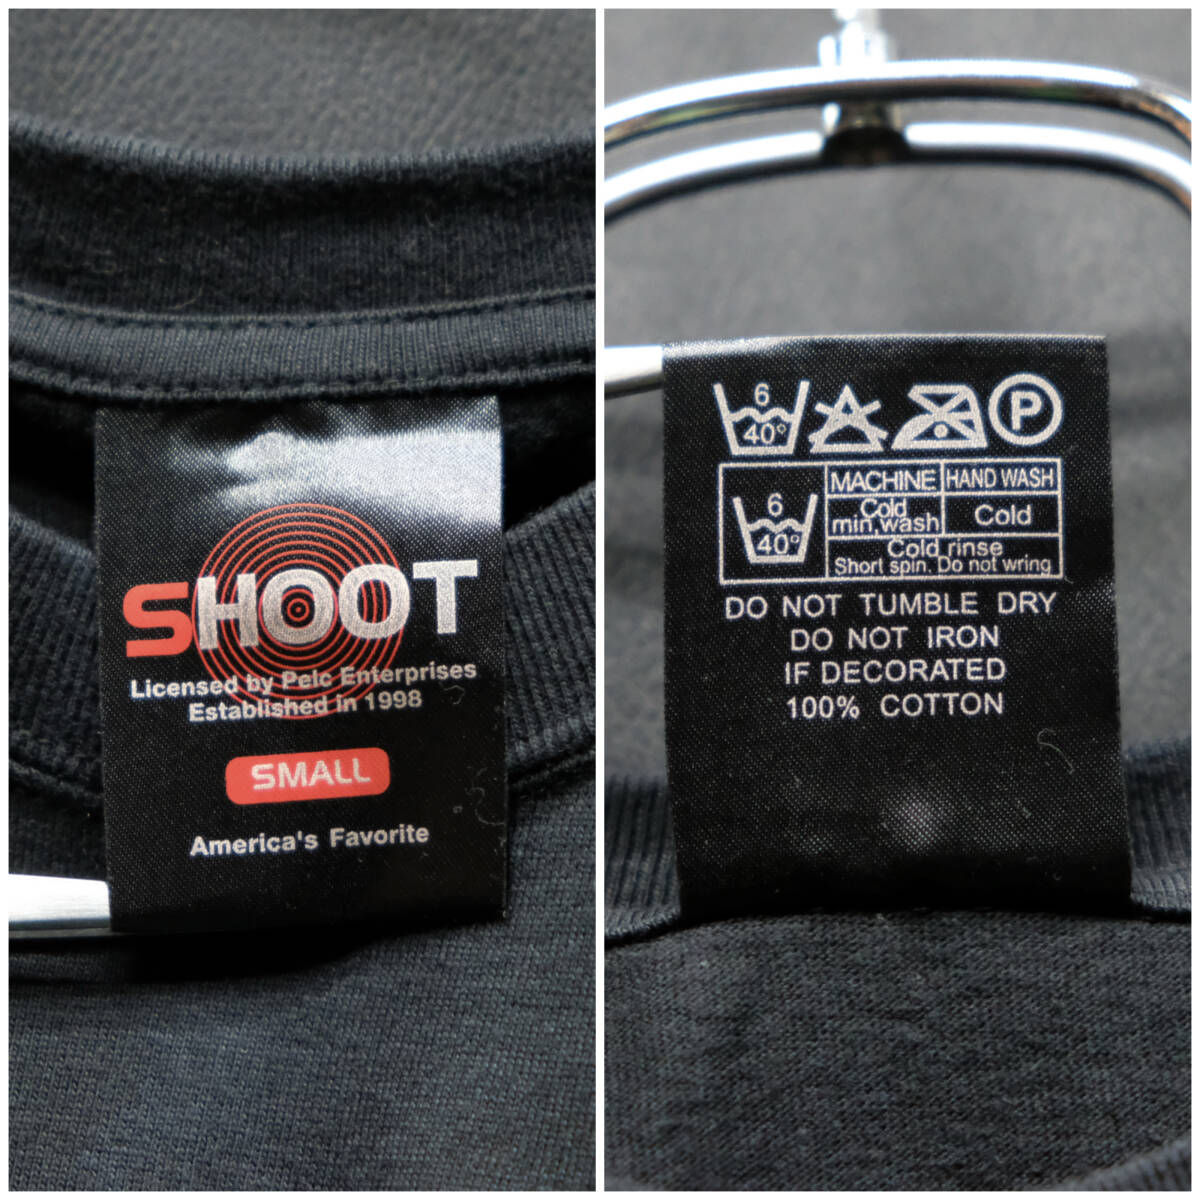 SHOOT
Licensed by Pelc Enterprises
Established in 1998
SMALL
America's Favorite
6
40°
P
6
40°
MACHINE
HAND WASH
Cold
min,wash
Cold
Cold rinse
Short spin. Do not wring
DO NOT TUMBLE DRY
DO NOT IRON
IF DECORATED
100% COTTON